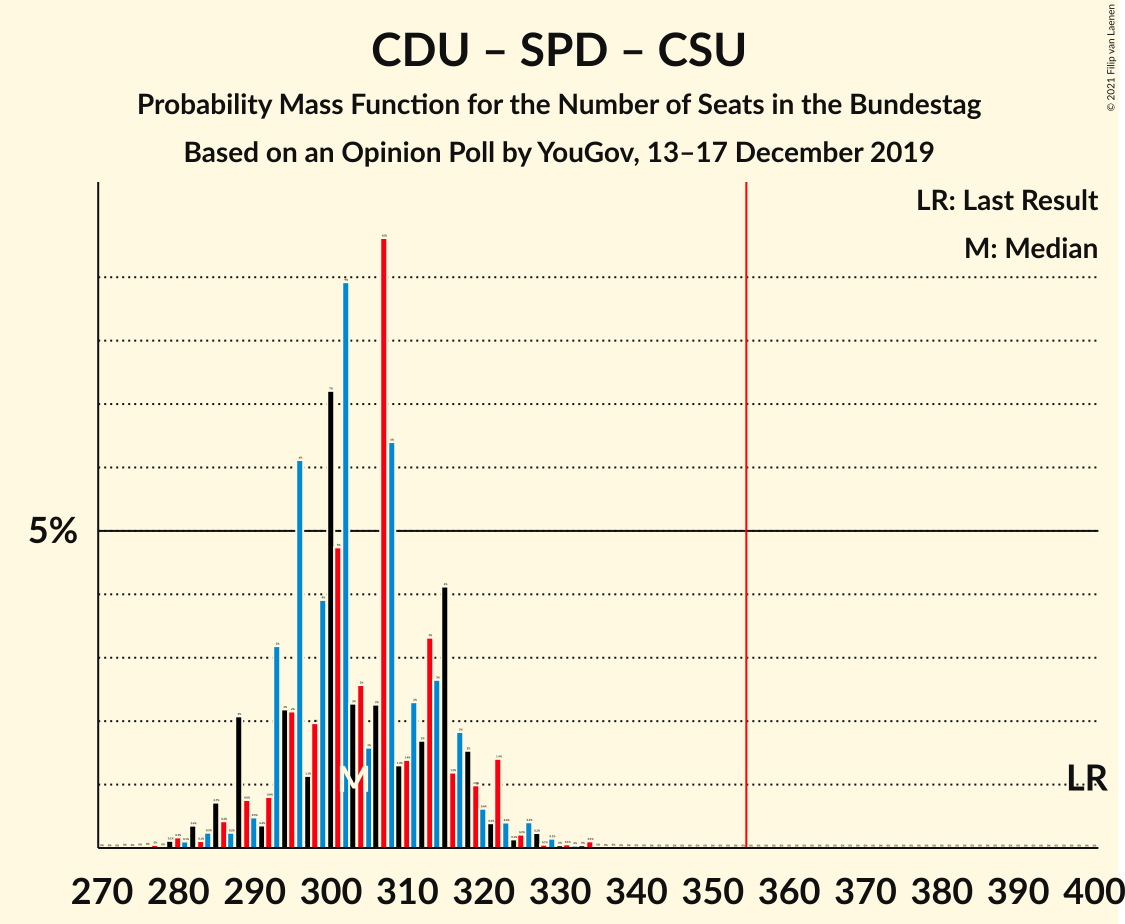 CDU – SPD – CSU
Probability Mass Function for the Number of Seats in the Bundestag
Based on an Opinion Poll by YouGov, 13–17 December 2019
© 2021 Filip van Laenen
LR: Last Result
M: Median
5%
M
LR
270 280 290 300 310 320 330 340 350 360 370 380 390 400